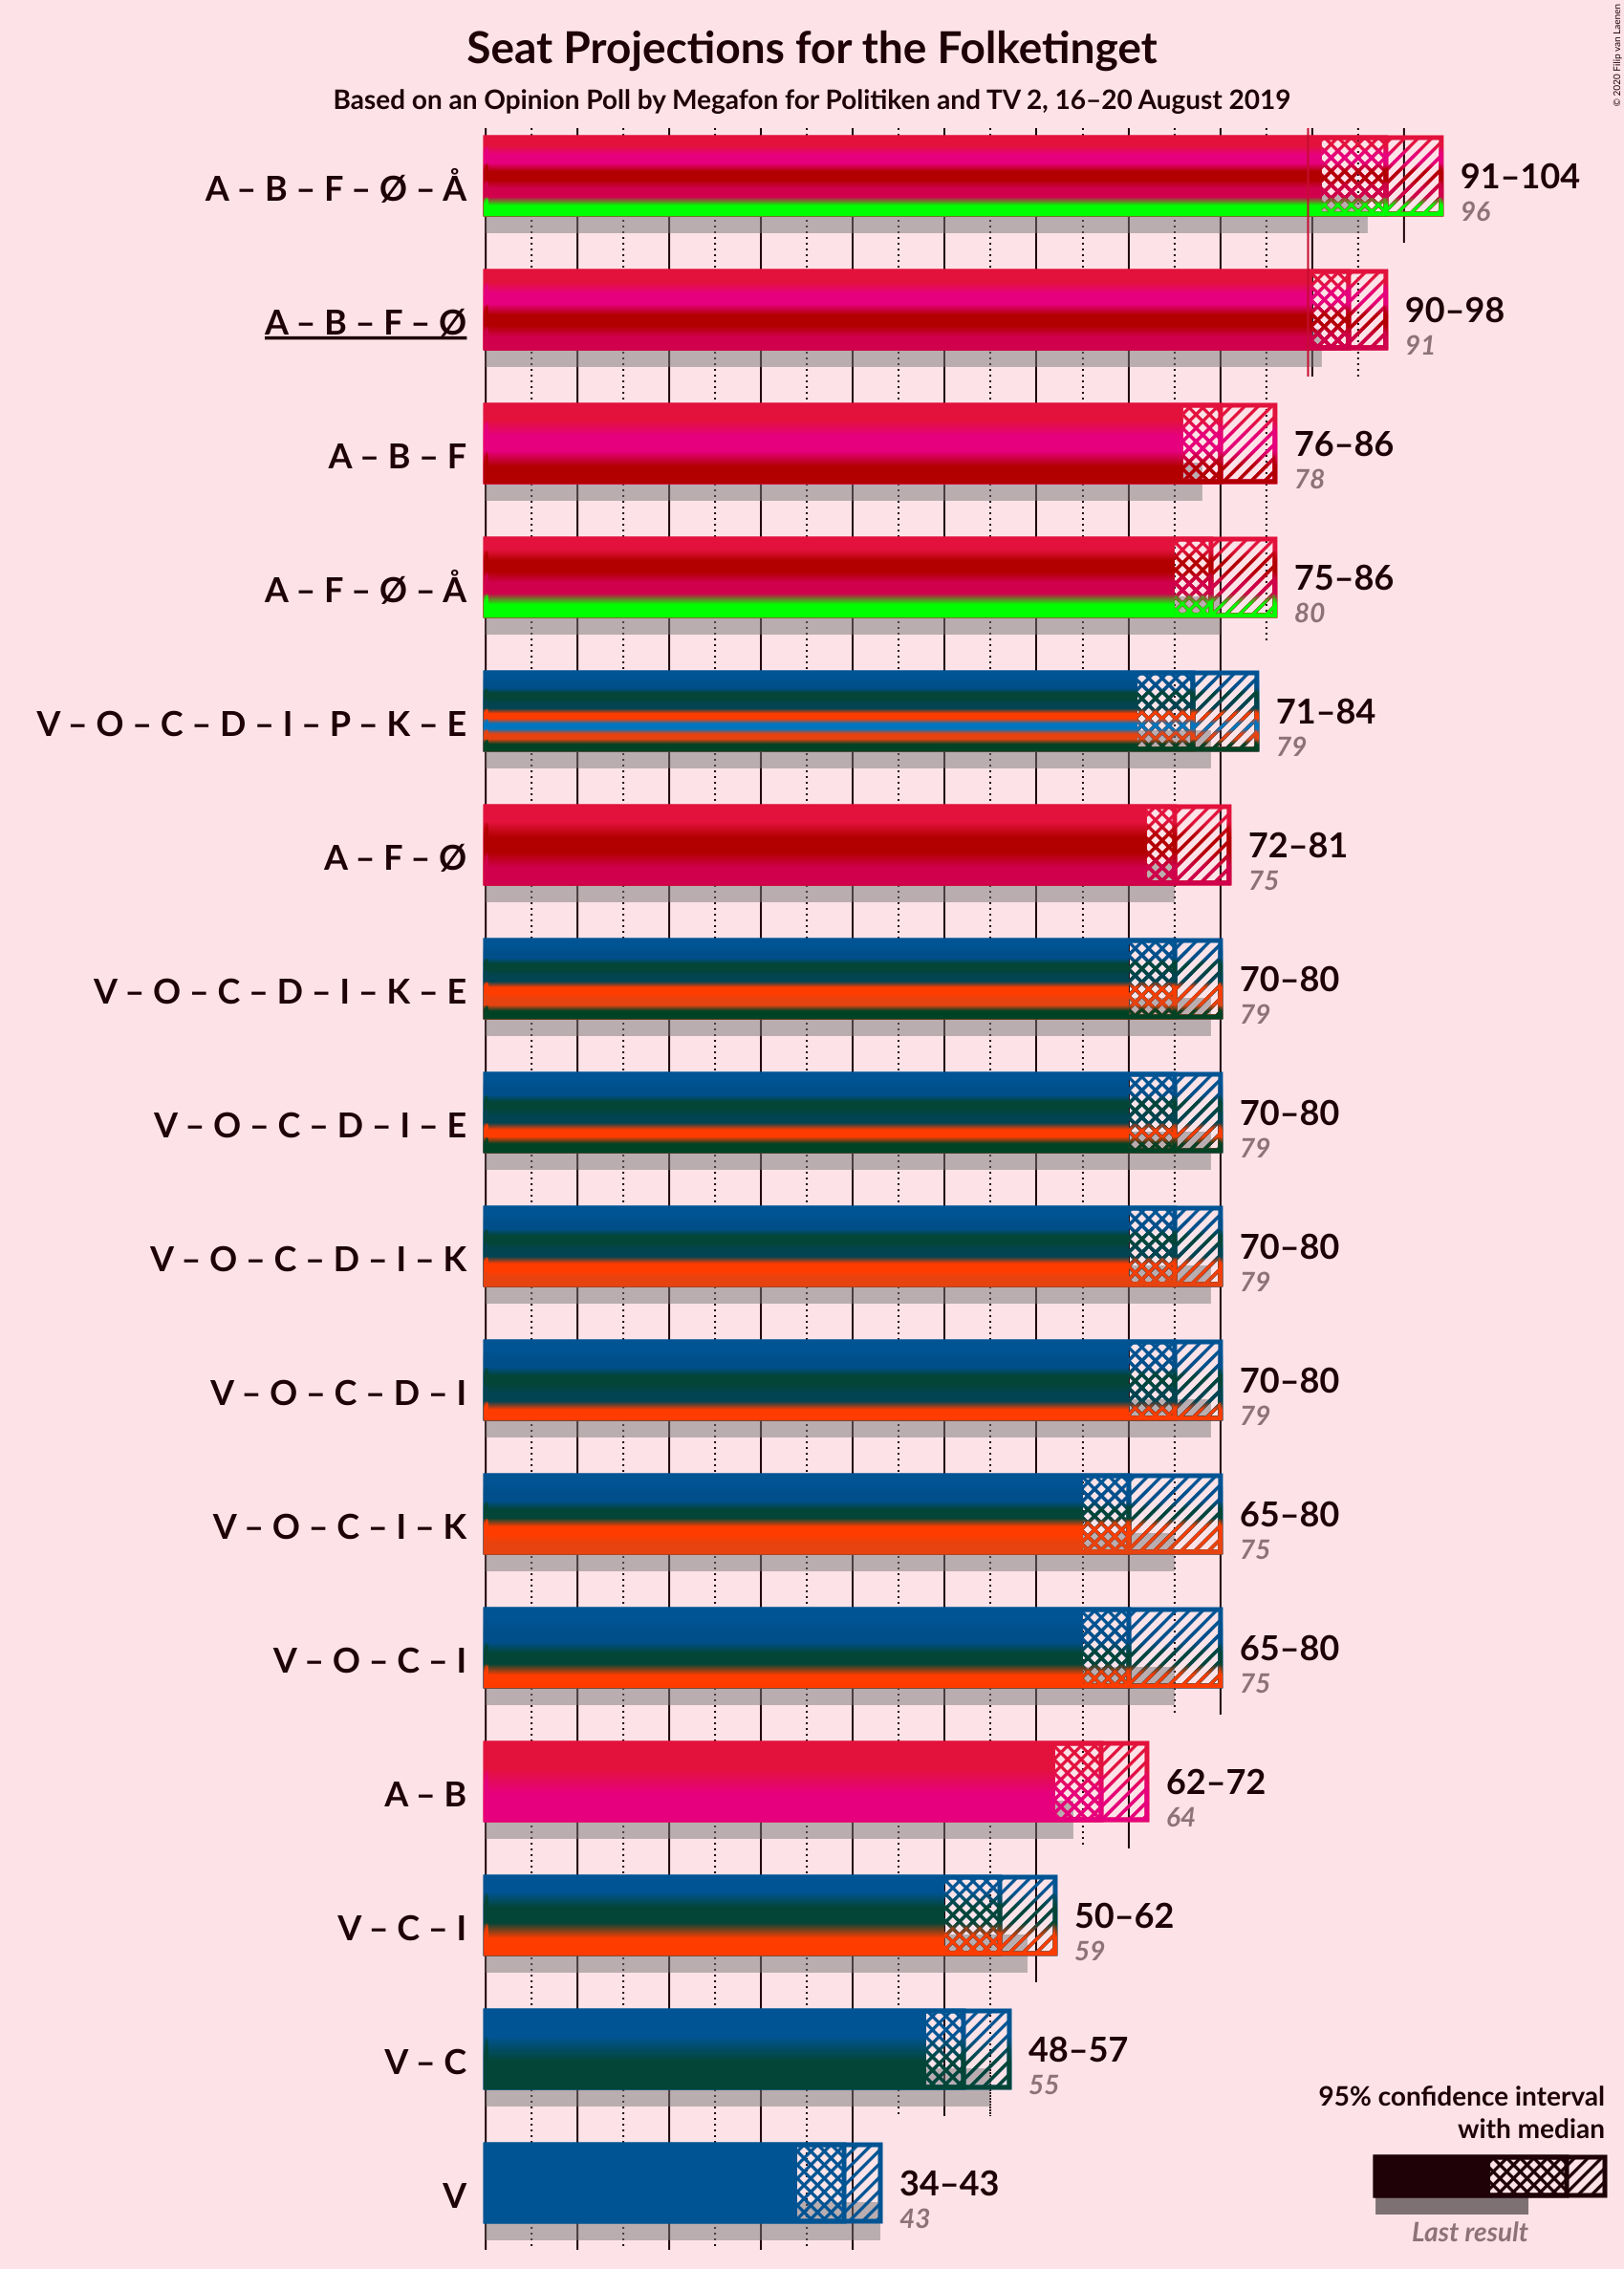 Seat Projections for the Folketinget
Based on an Opinion Poll by Megafon for Politiken and TV 2, 16–20 August 2019
© 2020 Filip van Laenen
A – B – F – Ø – Å
91–104
96
A – B – F – Ø
90–98
91
A – B – F
76–86
78
A – F – Ø – Å
75–86
80
V – O – C – D – I – P – K – E
71–84
79
A – F – Ø
72–81
75
V – O – C – D – I – K – E
70–80
79
V – O – C – D – I – E
70–80
79
V – O – C – D – I – K
70–80
79
V – O – C – D – I
70–80
79
V – O – C – I – K
65–80
75
V – O – C – I
65–80
75
A – B
62–72
64
V – C – I
50–62
59
V – C
48–57
55
V
34–43
43
95% confidence interval
with median
Last result